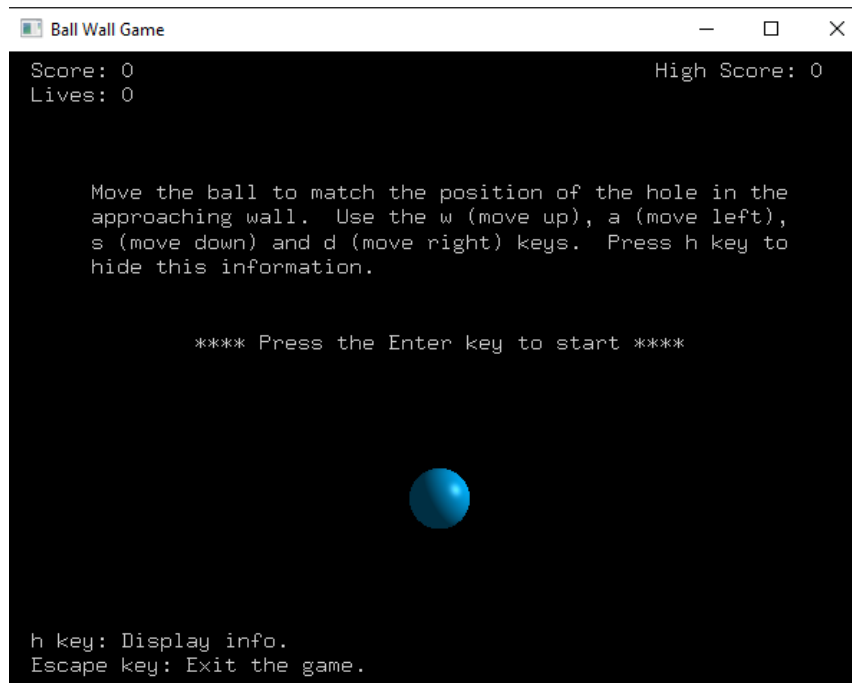 Ball Wall Game
Score: 0
High Score: 0
Lives: 0
Move the ball to match the position of the hole in the
approaching wall.  Use the w (move up), a (move left),
s (move down) and d (move right) keys.  Press h key to
hide this information.
**** Press the Enter key to start ****
h key: Display info.
Escape key: Exit the game.